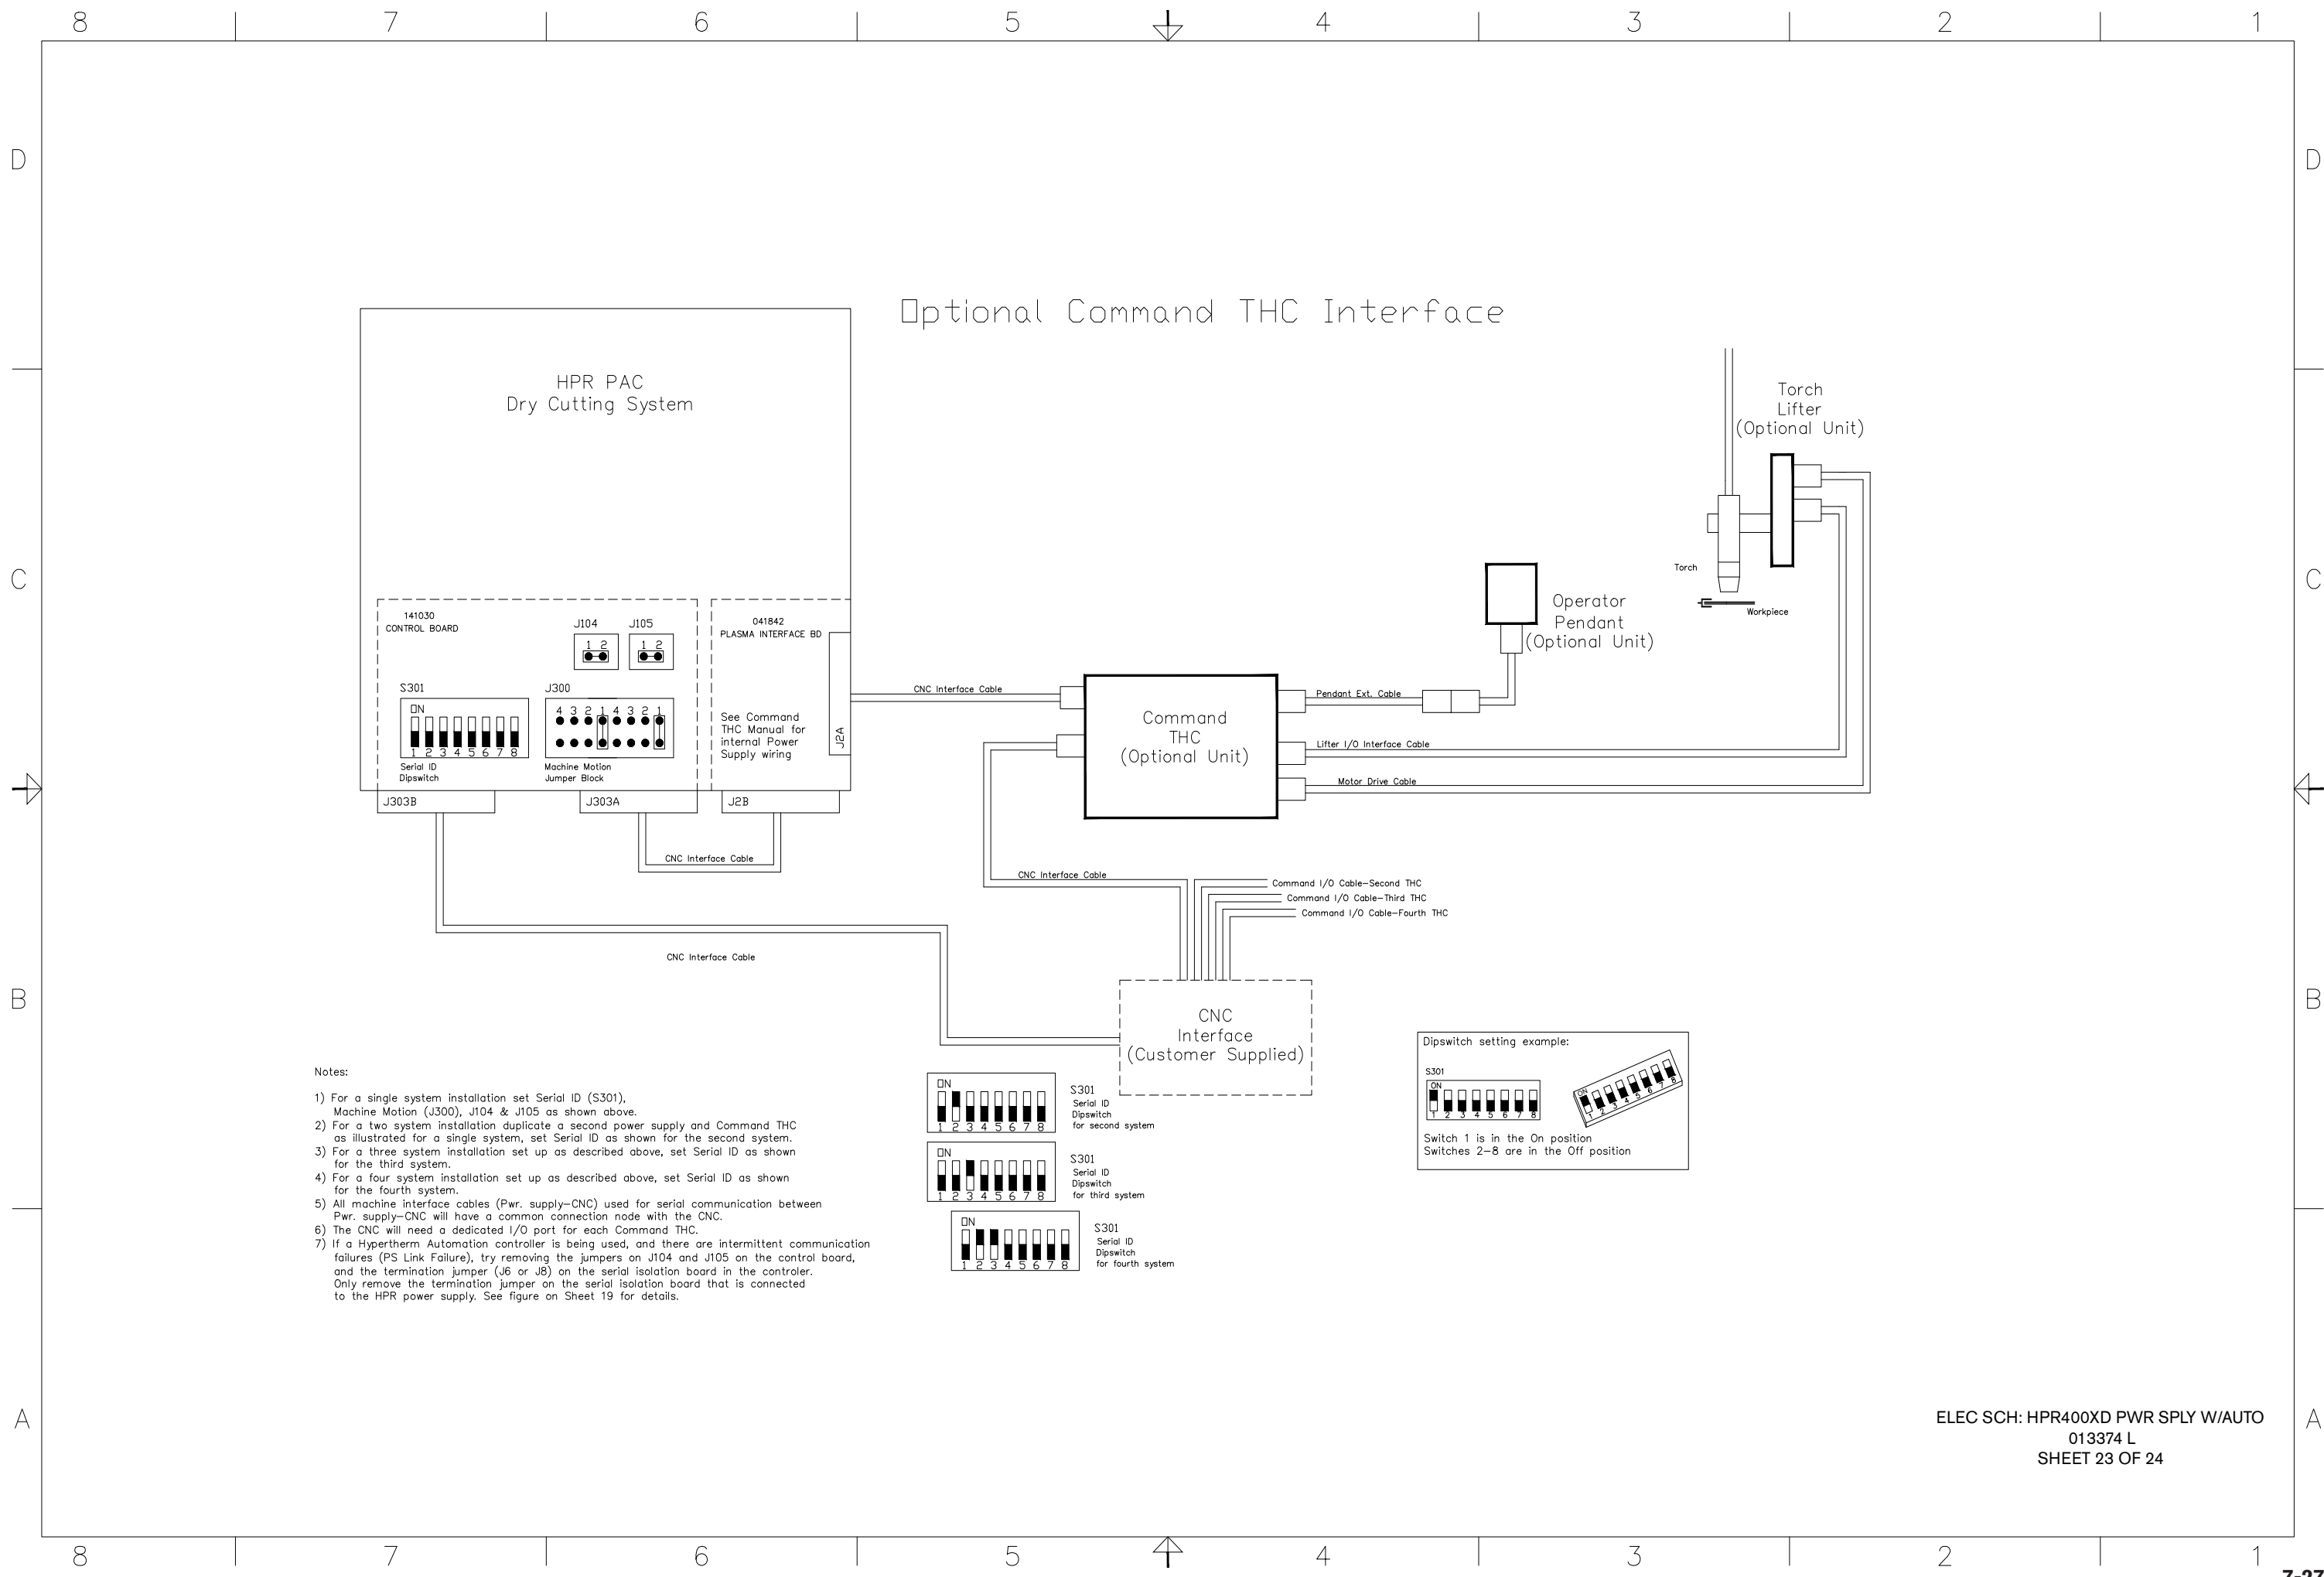 8 7 6 5 4 3 2 1
D D
Optional Command THC Interface
HPR PAC
Dry Cutting System
Torch
Lifter
(Optional Unit)
C C
Torch
Workpiece
Operator
Pendant
(Optional Unit)
141030
CONTROL BOARD
J104 J105
1 2 1 2
041842
PLASMA INTERFACE BD
S301
ON
1 2 3 4 5 6 7 8
Serial ID
Dipswitch
J300
4 3 2 1 4 3 2 1
Machine Motion
Jumper Block
See Command
THC Manual for
internal Power
Supply wiring
J2A
CNC Interface Cable
Command
THC
(Optional Unit)
Pendant Ext. Cable
Lifter I/O Interface Cable
Motor Drive Cable
J303B J303A J2B
CNC Interface Cable
CNC Interface Cable
Command I/O Cable-Second THC
Command I/O Cable-Third THC
Command I/O Cable-Fourth THC
CNC Interface Cable
B B
CNC
Interface
(Customer Supplied)
Notes:
1) For a single system installation set Serial ID (S301),
Machine Motion (J300), J104 & J105 as shown above.
2) For a two system installation duplicate a second power supply and Command THC
as illustrated for a single system, set Serial ID as shown for the second system.
3) For a three system installation set up as described above, set Serial ID as shown
for the third system.
4) For a four system installation set up as described above, set Serial ID as shown
for the fourth system.
5) All machine interface cables (Pwr. supply-CNC) used for serial communication between
Pwr. supply-CNC will have a common connection node with the CNC.
6) The CNC will need a dedicated I/O port for each Command THC.
7) If a Hypertherm Automation controller is being used, and there are intermittent communication
failures (PS Link Failure), try removing the jumpers on J104 and J105 on the control board,
and the termination jumper (J6 or J8) on the serial isolation board in the controler.
Only remove the termination jumper on the serial isolation board that is connected
to the HPR power supply. See figure on Sheet 19 for details.
ON
1 2 3 4 5 6 7 8
S301
Serial ID
Dipswitch
for second system
ON
1 2 3 4 5 6 7 8
S301
Serial ID
Dipswitch
for third system
ON
1 2 3 4 5 6 7 8
S301
Serial ID
Dipswitch
for fourth system
Dipswitch setting example:
S301
ON
1 2 3 4 5 6 7 8
ON
1 2 3 4 5 6 7 8
Switch 1 is in the On position
Switches 2-8 are in the Off position
A A
ELEC SCH: HPR400XD PWR SPLY W/AUTO
013374 L
SHEET 23 OF 24
8 7 6 5 4 3 2 1
7-27